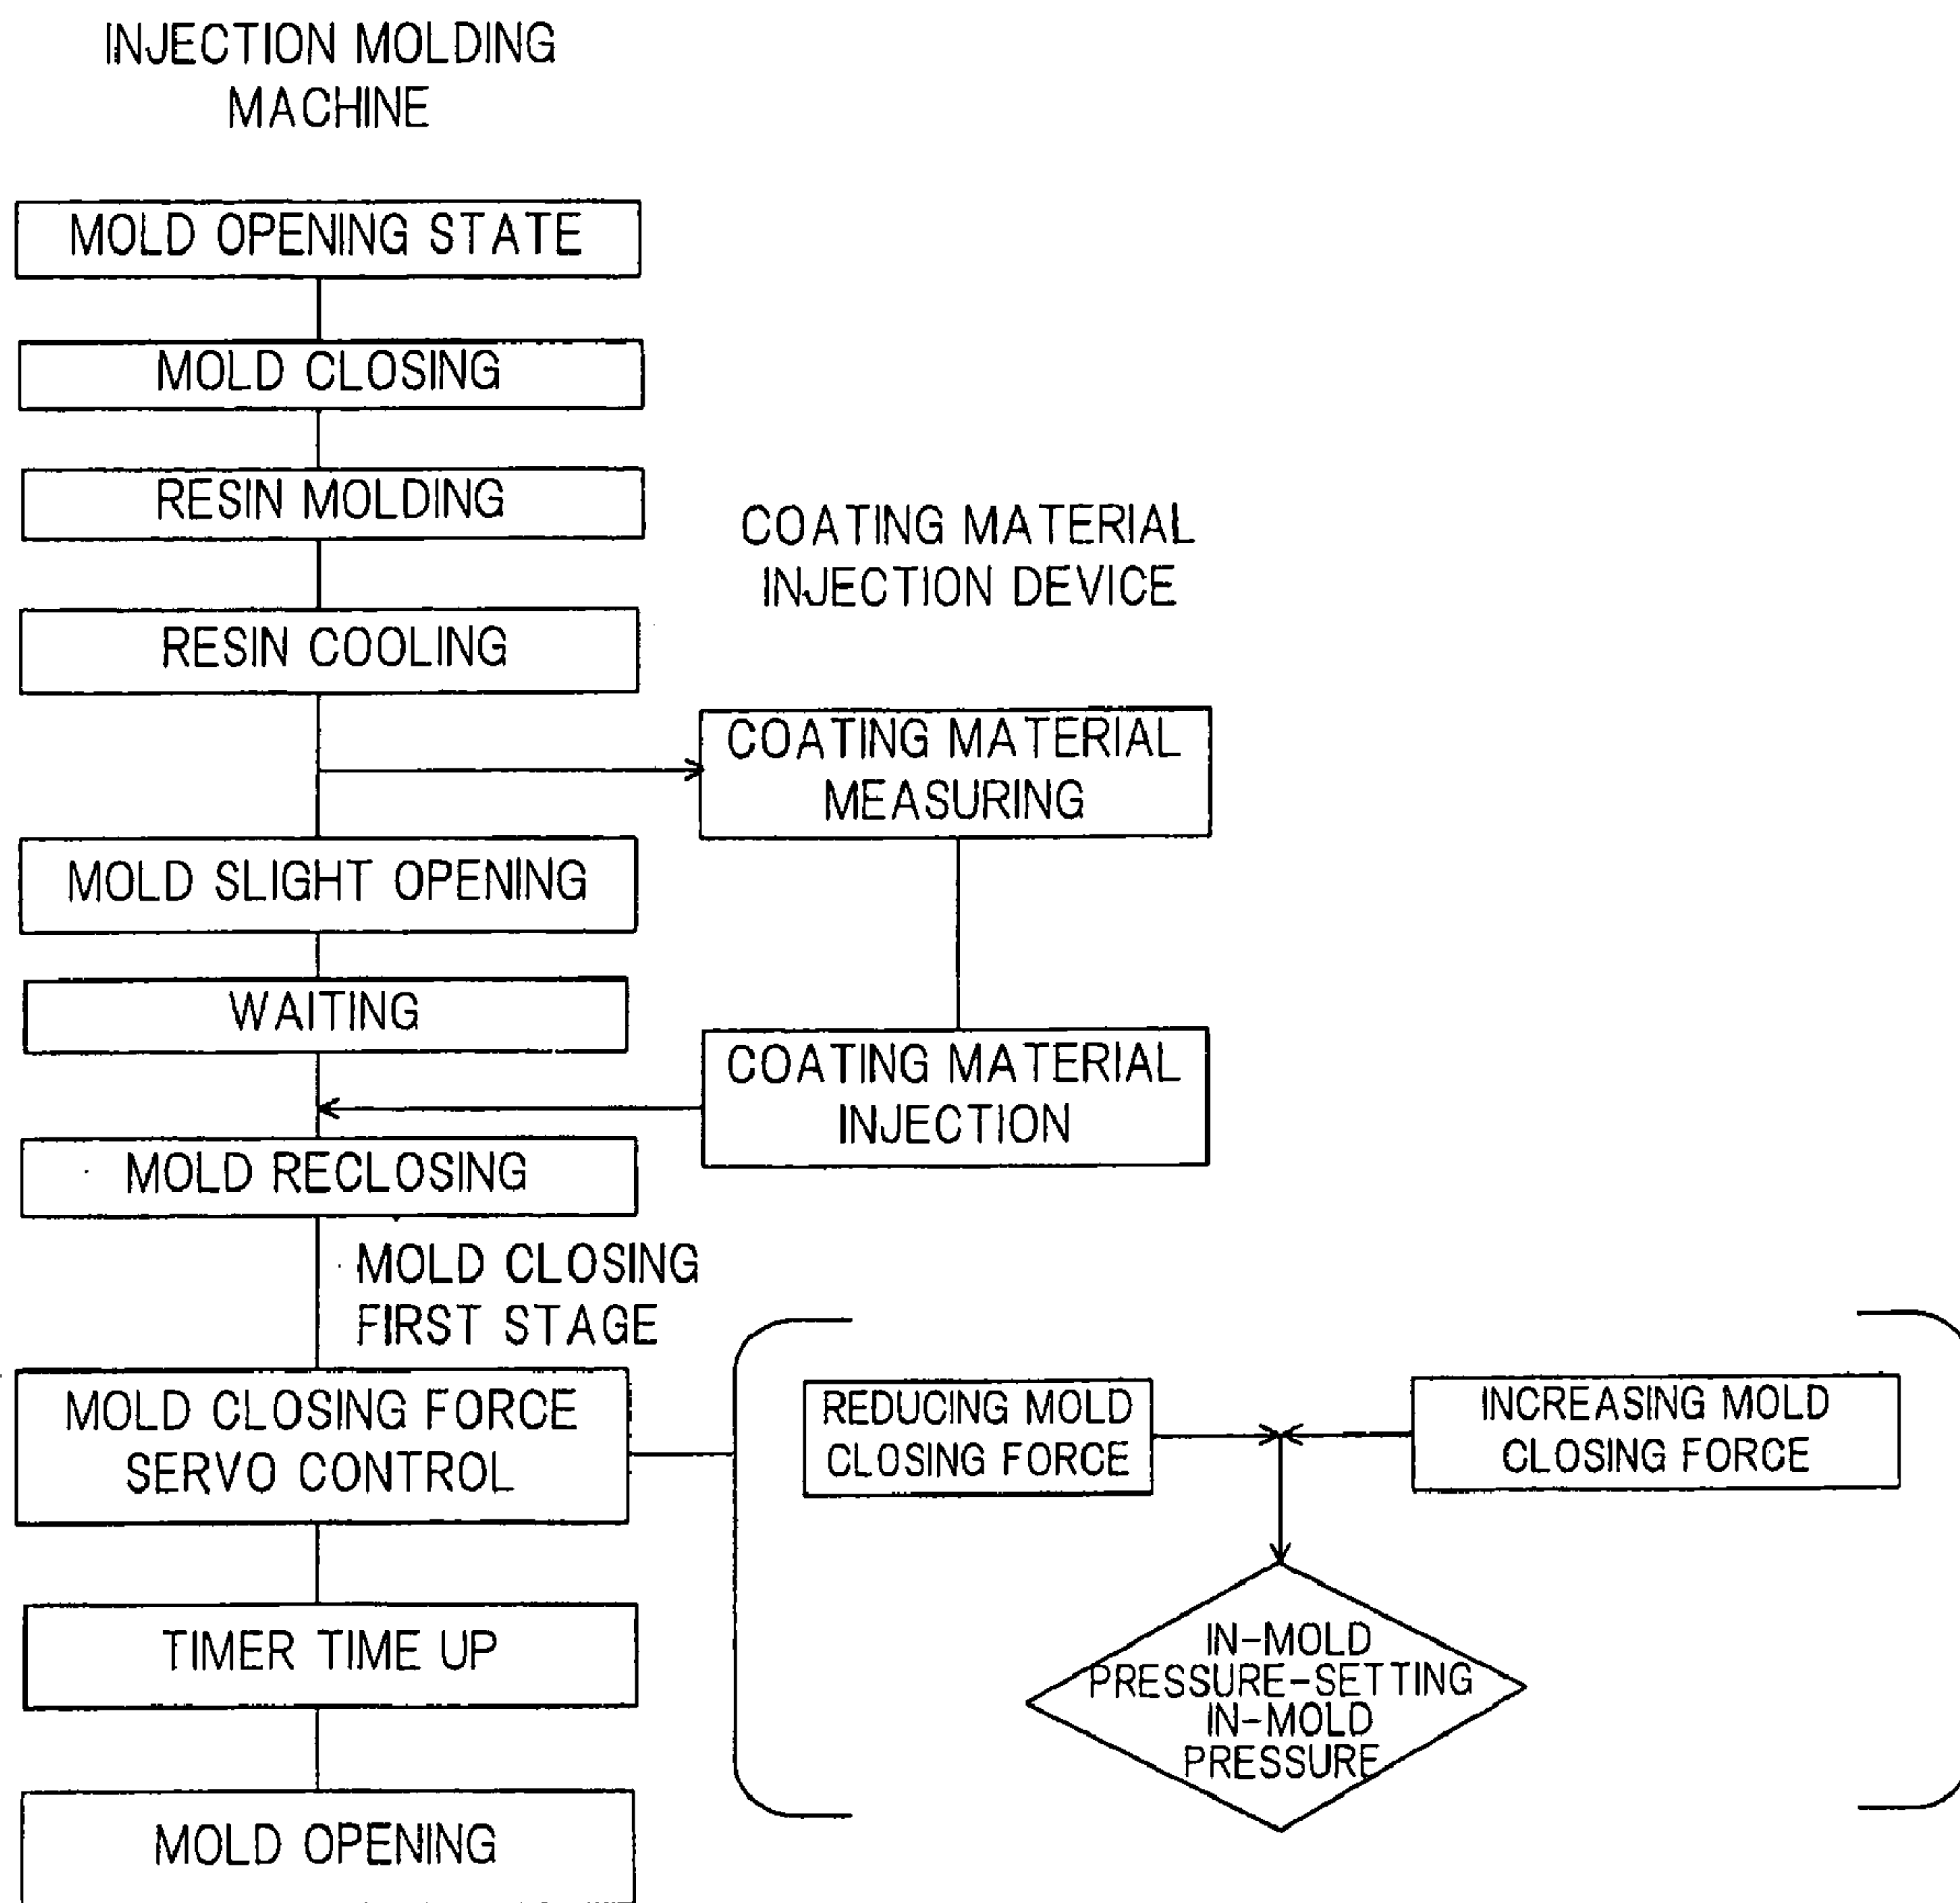 INJECTION MOLDING
MACHINE
MOLD OPENING STATE
MOLD CLOSING
RESIN MOLDING
RESIN COOLING
COATING MATERIAL
INJECTION DEVICE
COATING MATERIAL
MEASURING
MOLD SLIGHT OPENING
WAITING
COATING MATERIAL
INJECTION
MOLD RECLOSING
MOLD CLOSING
FIRST STAGE
MOLD CLOSING FORCE
SERVO CONTROL
REDUCING MOLD
CLOSING FORCE
INCREASING MOLD
CLOSING FORCE
IN-MOLD
PRESSURE-SETTING
IN-MOLD
PRESSURE
TIMER TIME UP
MOLD OPENING